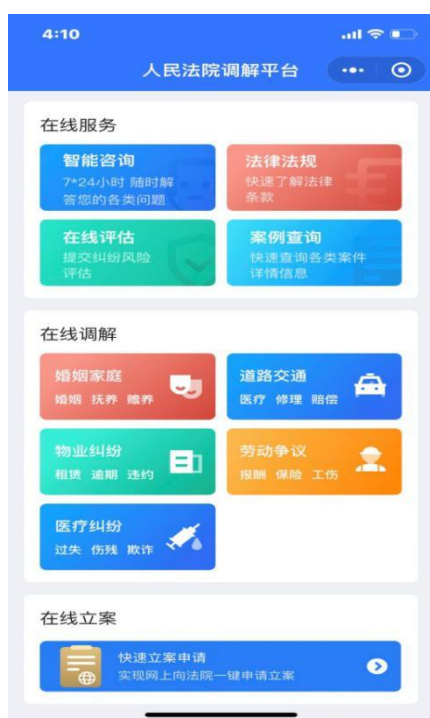 4:10
人民法院调解平台
在线服务
智能咨询
7*24小时 随时解
答您的各类问题
法律法规
快速了解法律
条款
在线评估
提交纠纷风险
评估
案例查询
快速查询各类案件
详情信息
在线调解
婚姻家庭
婚姻 抚养 赡养
道路交通
医疗 修理 赔偿
物业纠纷
租赁 逾期 违约
劳动争议
报酬 保险 工伤
医疗纠纷
过失 伤残 欺诈
在线立案
快速立案申请
实现网上向法院一键申请立案